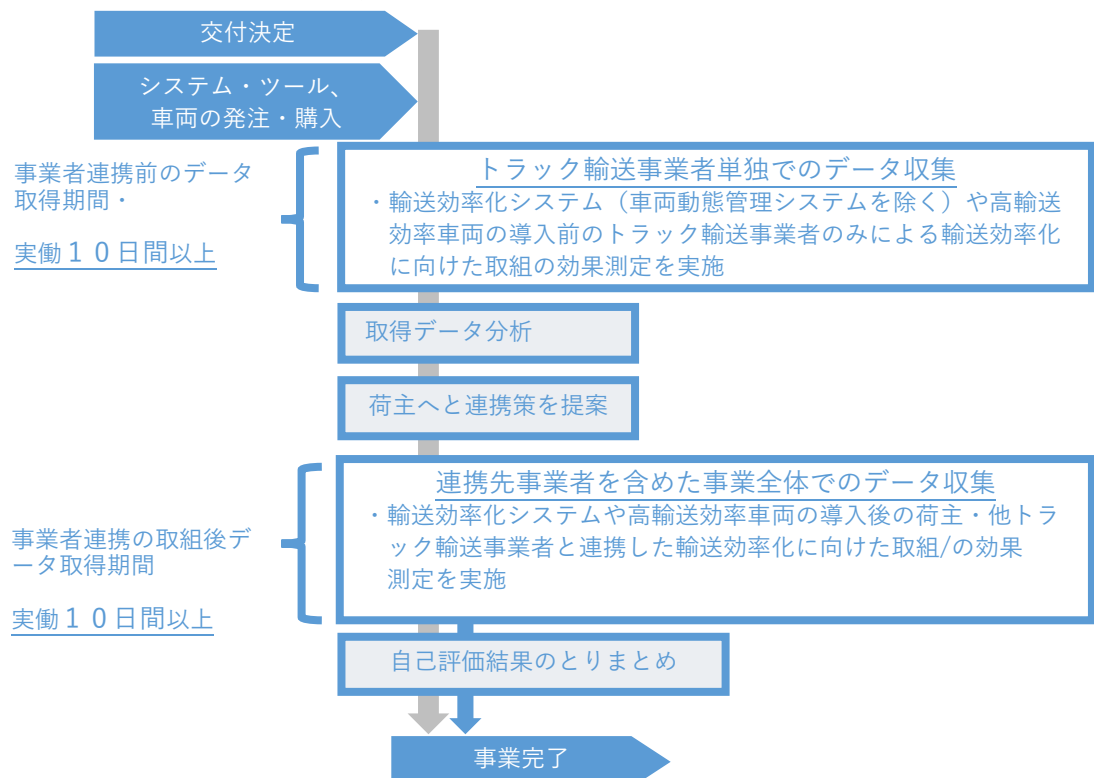 交付決定
システム・ツール、
車両の発注・購入
事業者連携前のデータ
取得期間・
実働１０日間以上
トラック輸送事業者単独でのデータ収集
・輸送効率化システム（車両動態管理システムを除く）や高輸送
効率車両の導入前のトラック輸送事業者のみによる輸送効率化
に向けた取組の効果測定を実施
取得データ分析
荷主へと連携策を提案
事業者連携の取組後デ
ータ取得期間
実働１０日間以上
連携先事業者を含めた事業全体でのデータ収集
・輸送効率化システムや高輸送効率車両の導入後の荷主・他トラ
ック輸送事業者と連携した輸送効率化に向けた取組/の効果
測定を実施
自己評価結果のとりまとめ
事業完了